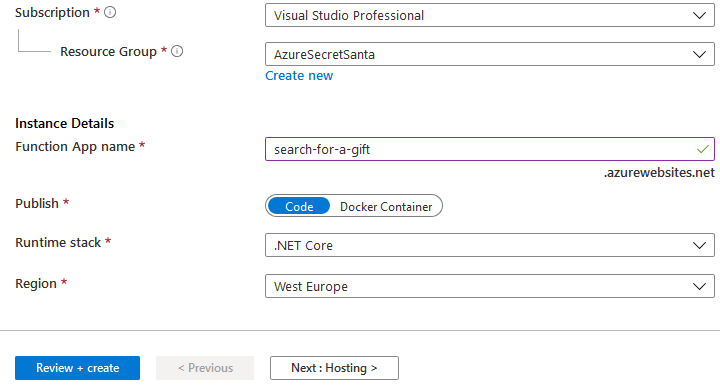 Subscription * Visual Studio Professional
Resource Group * AzureSecretSanta
Create new
Instance Details
Function App name * search-for-a-gift
.azurewebsites.net
Publish * Code Docker Container
Runtime stack * .NET Core
Region * West Europe
Review + create < Previous Next : Hosting >